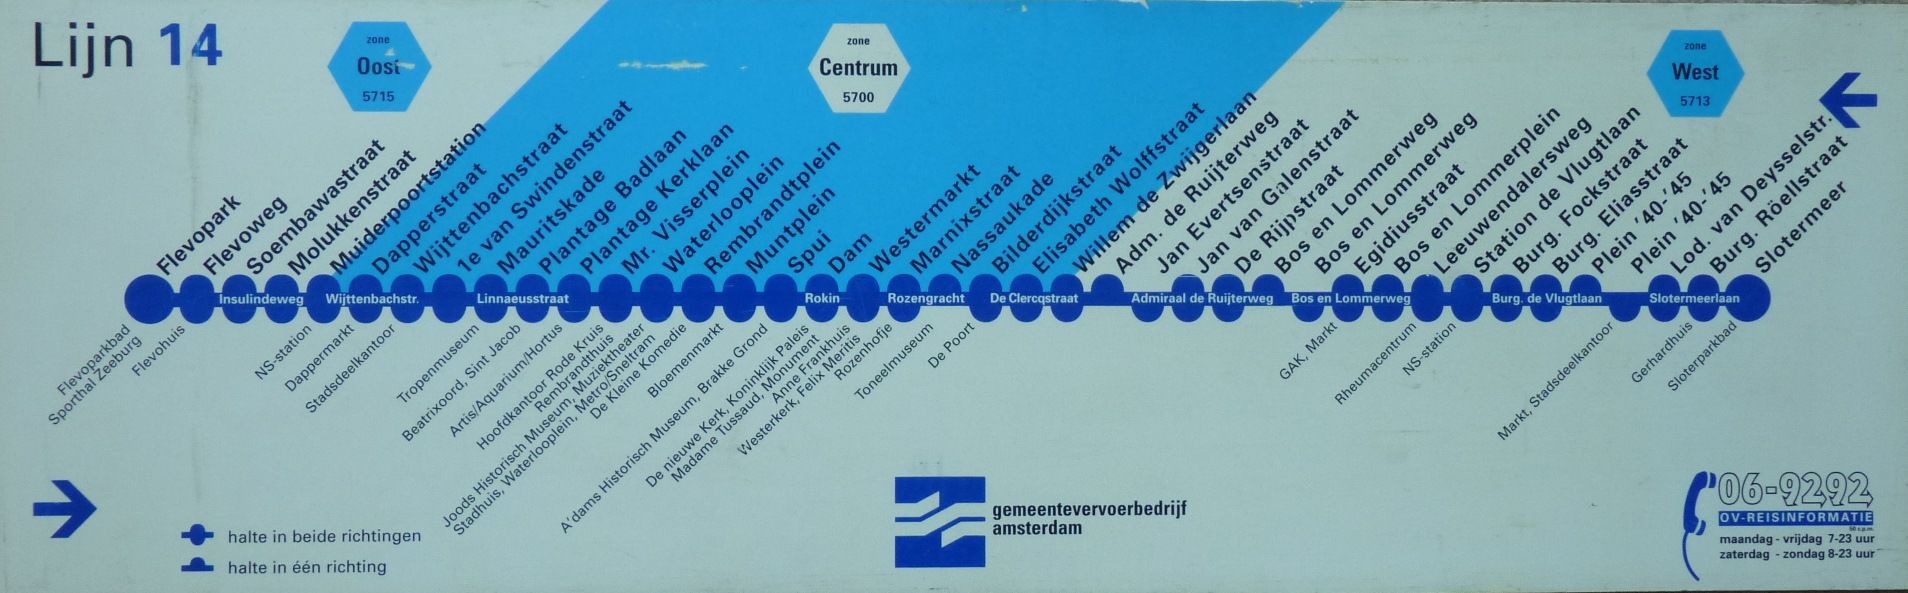 Lijn 14
zone
Oost
5715
zone
Centrum
5700
zone
West
5713
Flevopark
Flevoweg
Soembawastraat
Molukkenstraat
Muiderpoortstation
Dapperstraat
Wijttenbachstraat
1e van Swindenstraat
Mauritskade
Plantage Badlaan
Plantage Kerklaan
Mr. Visserplein
Waterlooplein
Rembrandtplein
Muntplein
Spui
Dam
Westermarkt
Marnixstraat
Nassaukade
Bilderdijkstraat
Elisabeth Wolffstraat
Willem de Zwijgerlaan
Adm. de Ruijterweg
Jan Evertsenstraat
Jan van Galenstraat
De Rijpstraat
Bos en Lommerweg
Bos en Lommerweg
Egidiusstraat
Bos en Lommerplein
Leeuwendalersweg
Station de Vlugtlaan
Burg. Fockstraat
Burg. Eliasstraat
Plein '40-'45
Plein '40-'45
Lod. van Deysselstr.
Burg. Röellstraat
Slotermeer
Insulindeweg
Wijttenbachstr.
Linnaeusstraat
Rokin
Rozengracht
De Clercqstraat
Admiraal de Ruijterweg
Bos en Lommerweg
Burg. de Vlugtlaan
Slotermeerlaan
Flevoparkbad
Sporthal Zeeburg
Flevohuis
NS-station
Dappermarkt
Stadsdeelkantoor
Tropenmuseum
Beatrixoord, Sint Jacob
Artis/Aquarium/Hortus
Hoofdkantoor Rode Kruis
Rembrandthuis
Joods Historisch Museum, Muziektheater
Stadhuis, Waterlooplein, Metro/Sneltram
De Kleine Komedie
Bloemenmarkt
A'dams Historisch Museum, Brakke Grond
De nieuwe Kerk, Koninklijk Paleis
Madame Tussaud, Monument
Anne Frankhuis
Westerkerk, Felix Meritis
Rozenhofje
Toneelmuseum
De Poort
GAK, Markt
Rheumacentrum
NS-station
Markt, Stadsdeelkantoor
Gerhardhuis
Sloterparkbad
halte in beide richtingen
halte in één richting
gemeentevervoerbedrijf
amsterdam
06-9292
OV-REISINFORMATIE
50 c.p.m.
maandag - vrijdag 7-23 uur
zaterdag - zondag 8-23 uur